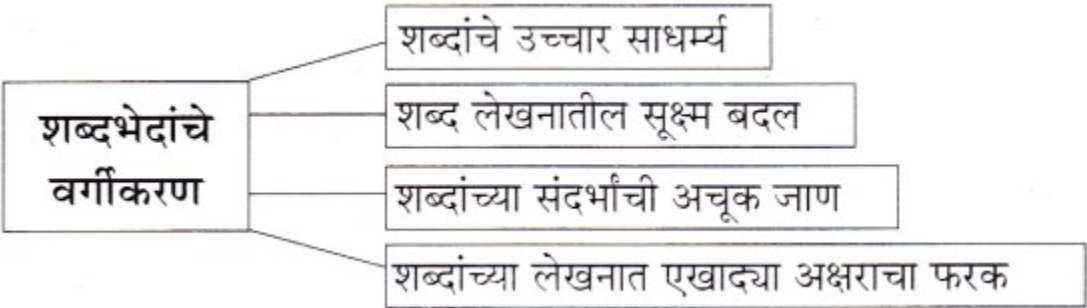 शब्दभेदांचे
वर्गीकरण
शब्दांचे उच्चार साधर्म्य
शब्द लेखनातील सूक्ष्म बदल
शब्दांच्या संदर्भांची अचूक जाण
शब्दांच्या लेखनात एखाद्या अक्षराचा फरक